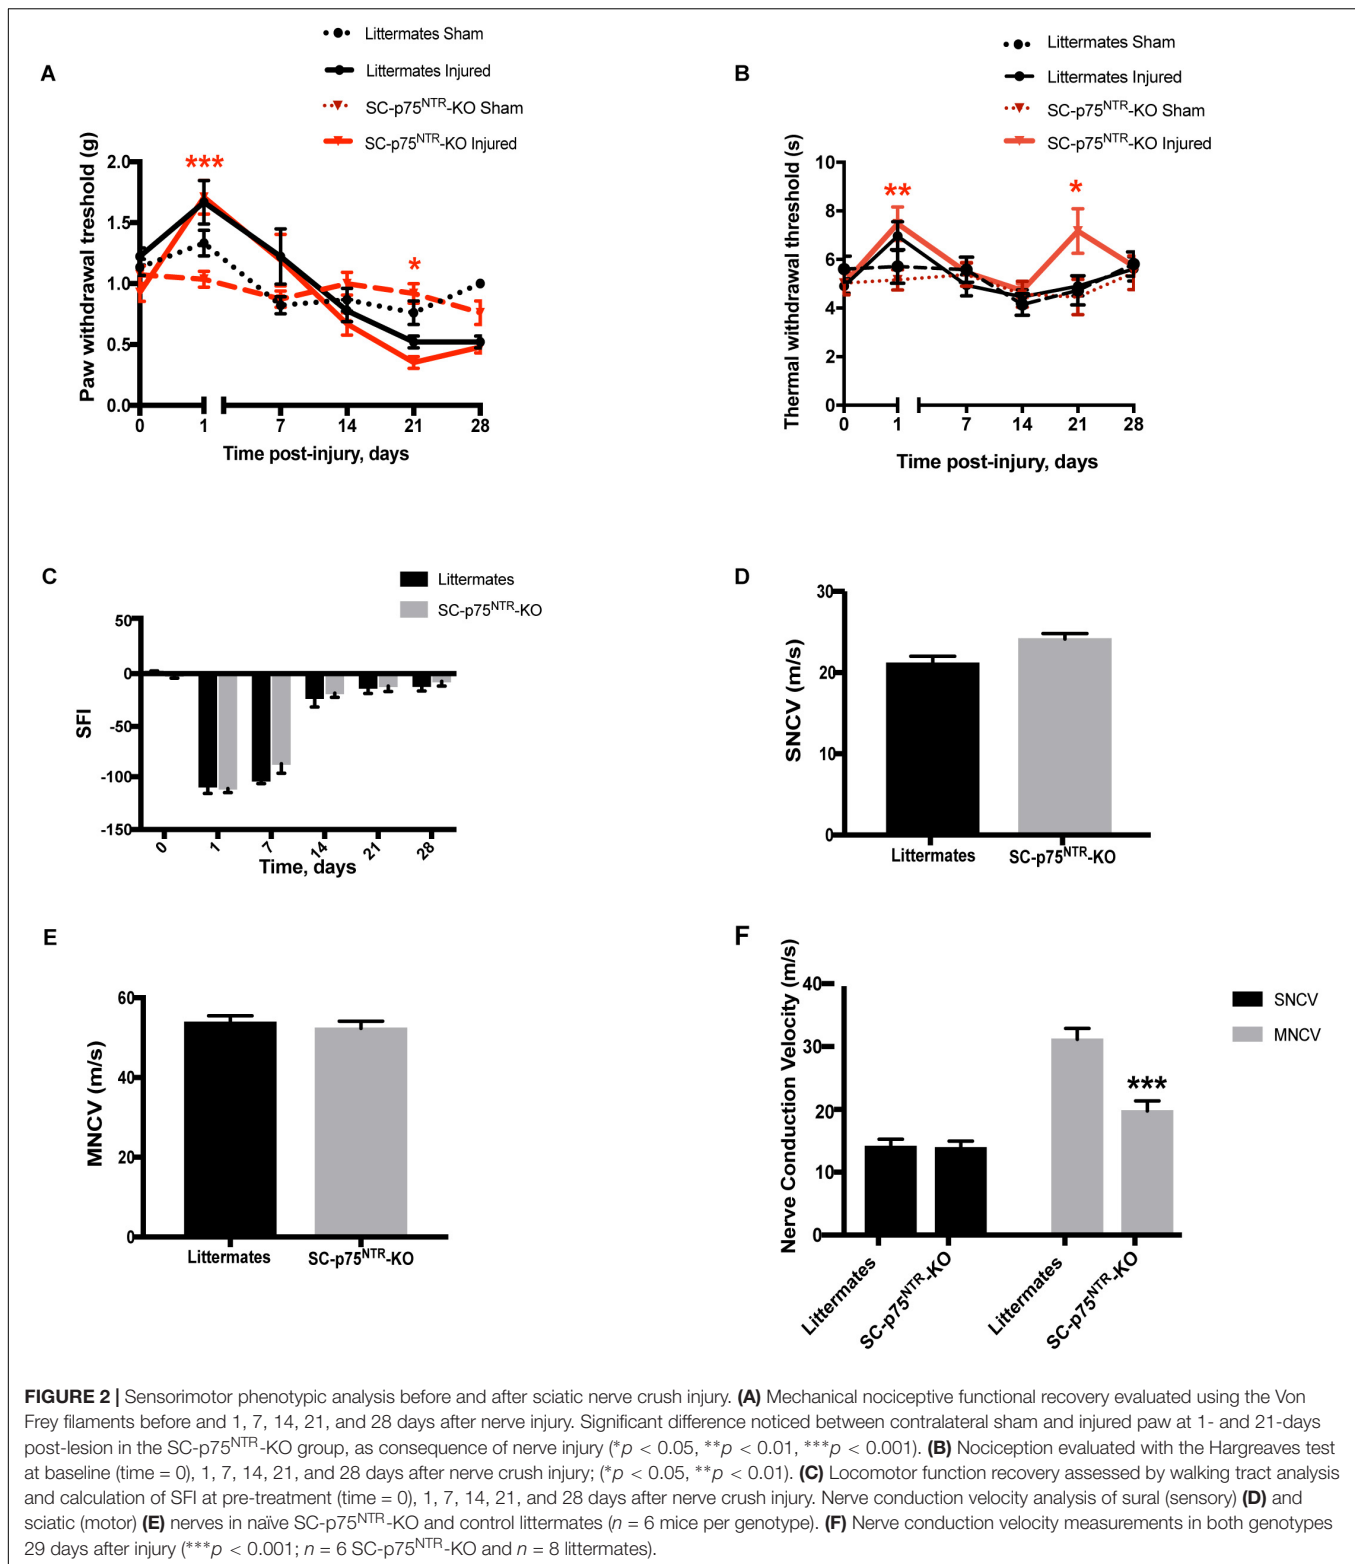 A
Littermates Sham
Littermates Injured
SC-p75NTR-KO Sham
SC-p75NTR-KO Injured
Paw withdrawal treshold (g)
2.0
1.5
1.0
0.5
0.0
***
*
0 1 7 14 21 28
Time post-injury, days
B
Littermates Sham
Littermates Injured
SC-p75NTR-KO Sham
SC-p75NTR-KO Injured
Thermal withdrawal threshold (s)
10
8
6
4
2
0
**
*
0 1 7 14 21 28
Time post-injury, days
C
Littermates
SC-p75NTR-KO
SFI
50
0
-50
-100
-150
0 1 7 14 21 28
Time, days
D
SNCV (m/s)
30
20
10
0
Littermates SC-p75NTR-KO
E
MNCV (m/s)
60
40
20
0
Littermates SC-p75NTR-KO
F
Nerve Conduction Velocity (m/s)
40
30
20
10
0
SNCV
MNCV
***
Littermates SC-p75NTR-KO Littermates SC-p75NTR-KO
FIGURE 2 | Sensorimotor phenotypic analysis before and after sciatic nerve crush injury. (A) Mechanical nociceptive functional recovery evaluated using the Von
Frey filaments before and 1, 7, 14, 21, and 28 days after nerve injury. Significant difference noticed between contralateral sham and injured paw at 1- and 21-days
post-lesion in the SC-p75NTR-KO group, as consequence of nerve injury (*p < 0.05, **p < 0.01, ***p < 0.001). (B) Nociception evaluated with the Hargreaves test
at baseline (time = 0), 1, 7, 14, 21, and 28 days after nerve crush injury; (*p < 0.05, **p < 0.01). (C) Locomotor function recovery assessed by walking tract analysis
and calculation of SFI at pre-treatment (time = 0), 1, 7, 14, 21, and 28 days after nerve crush injury. Nerve conduction velocity analysis of sural (sensory) (D) and
sciatic (motor) (E) nerves in naïve SC-p75NTR-KO and control littermates (n = 6 mice per genotype). (F) Nerve conduction velocity measurements in both genotypes
29 days after injury (***p < 0.001; n = 6 SC-p75NTR-KO and n = 8 littermates).